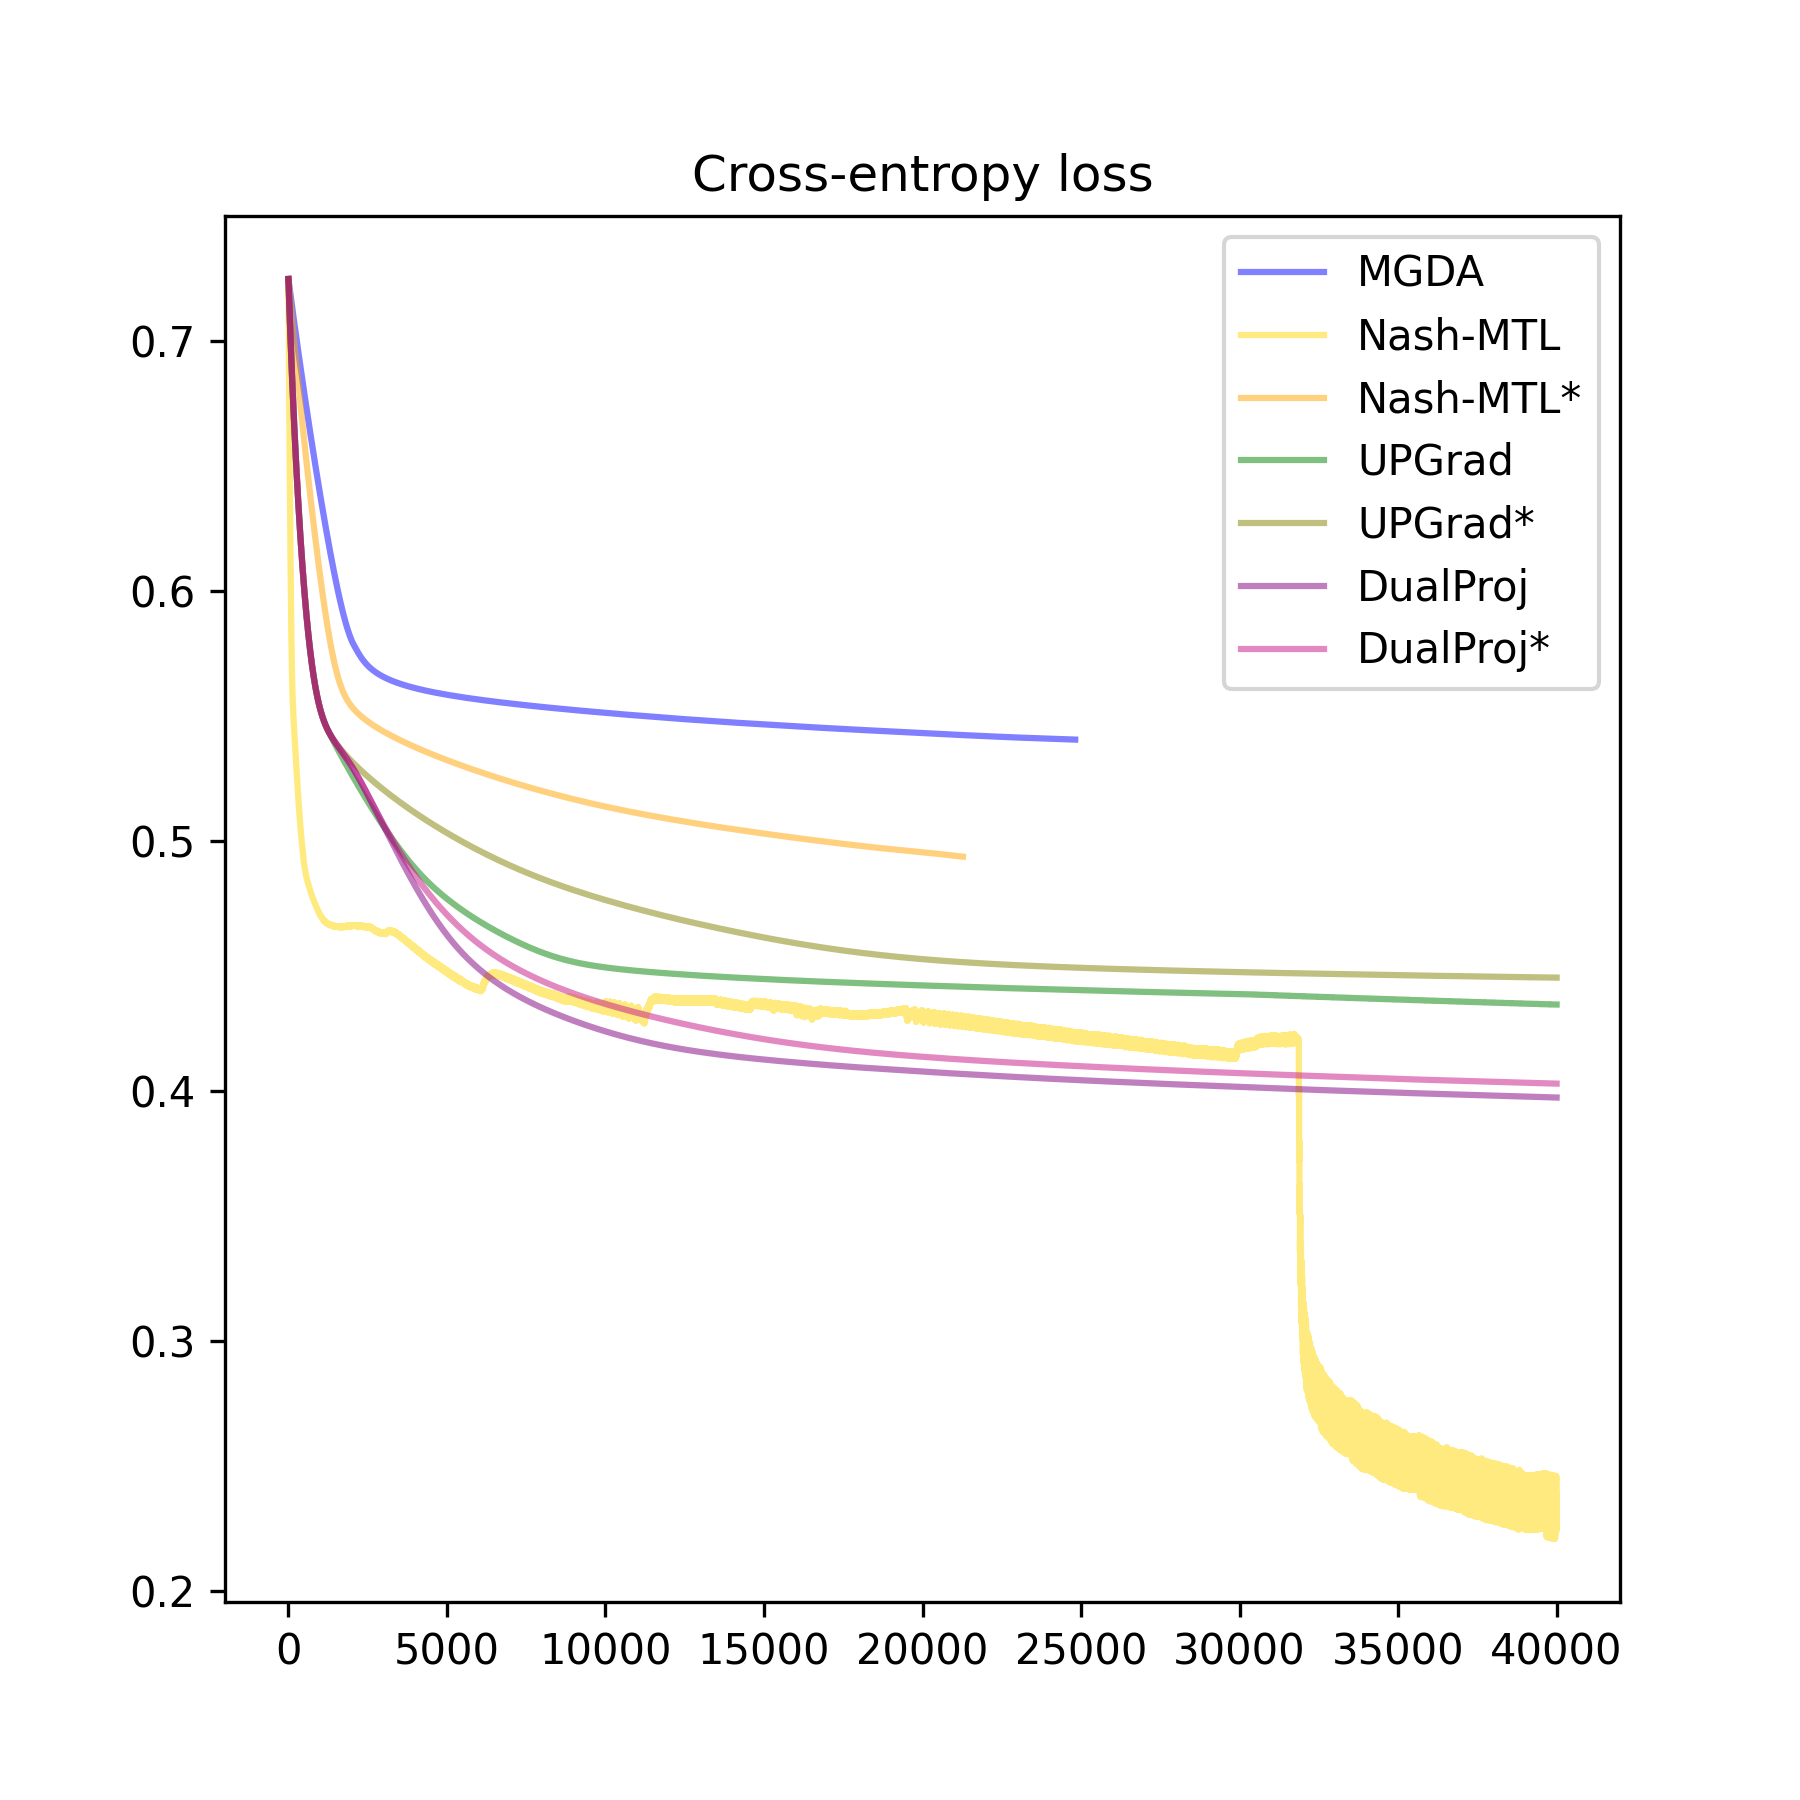 Cross-entropy loss
MGDA
Nash-MTL
Nash-MTL*
UPGrad
UPGrad*
DualProj
DualProj*
0.7
0.6
0.5
0.4
0.3
0.2
0 5000 10000 15000 20000 25000 30000 35000 40000